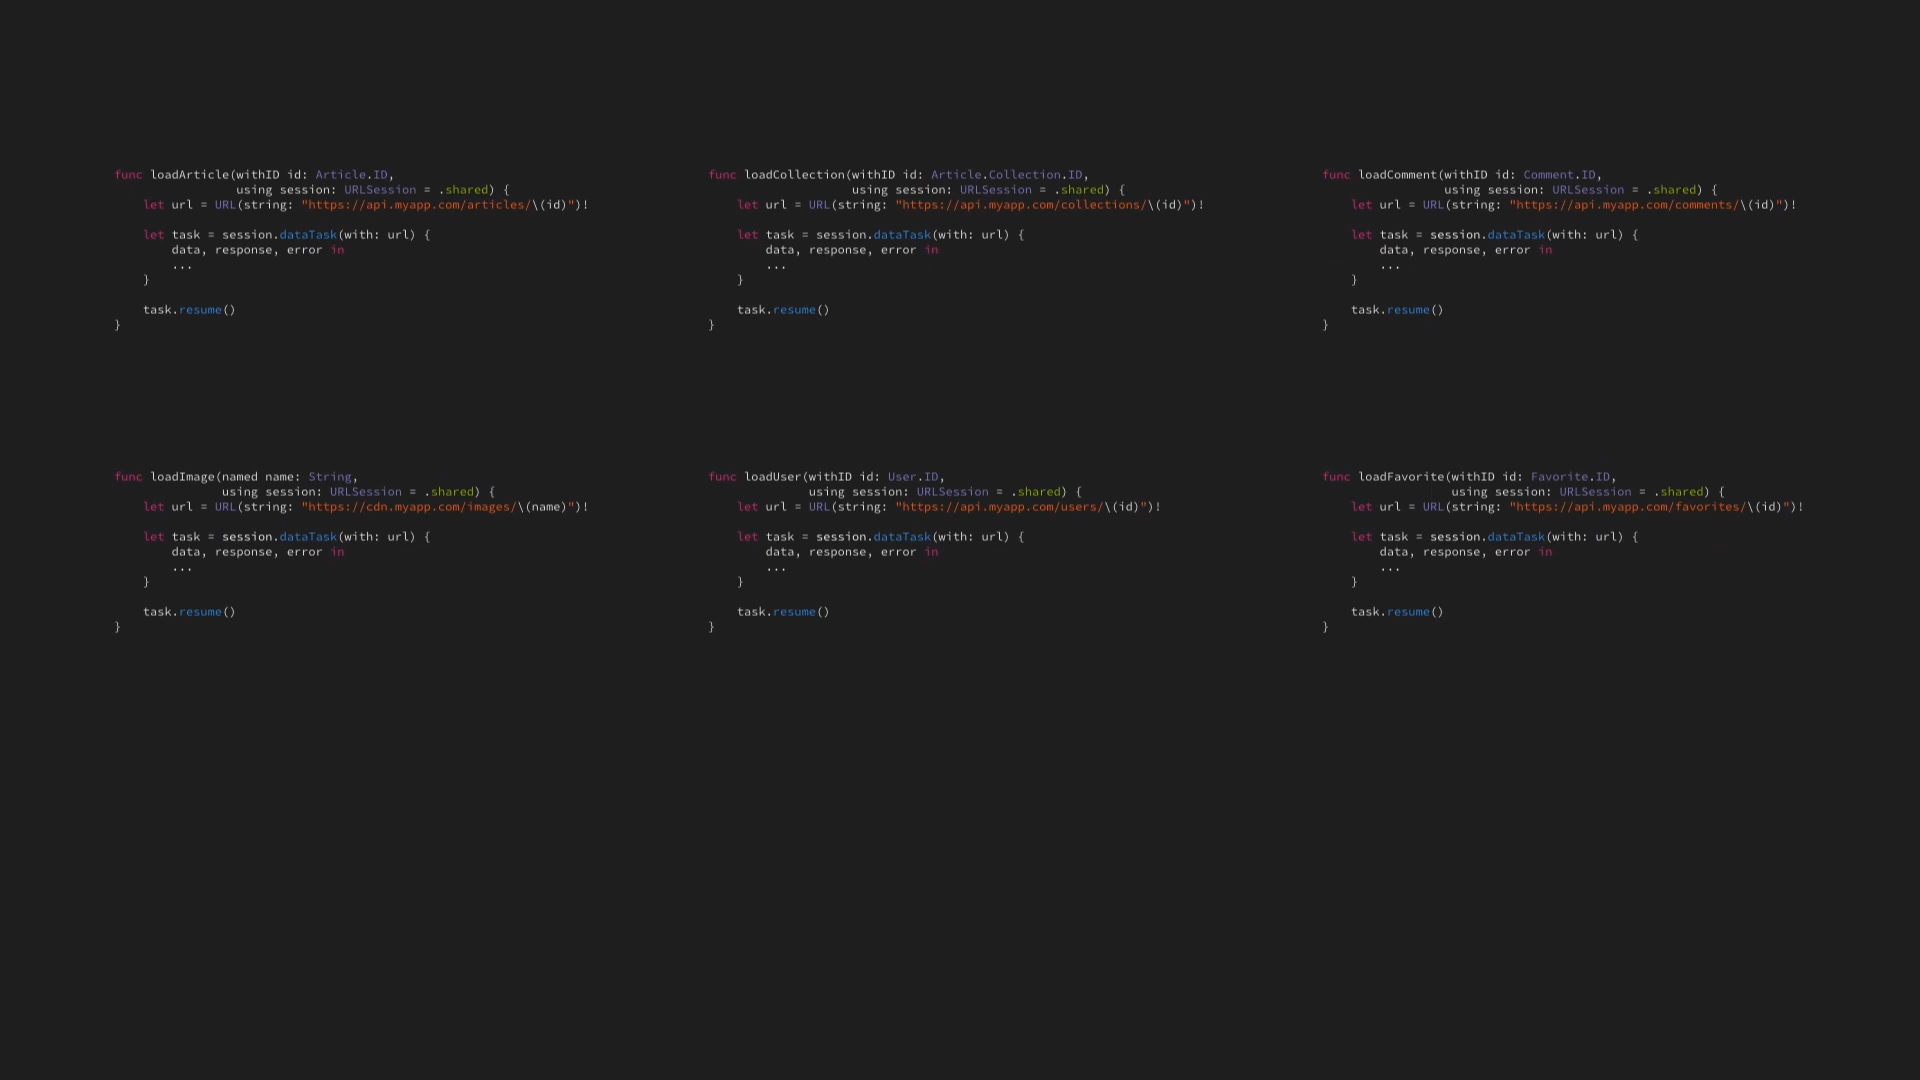 func loadArticle(withID id: Article.ID,
                 using session: URLSession = .shared) {
    let url = URL(string: "https://api.myapp.com/articles/\(id)")!

    let task = session.dataTask(with: url) {
        data, response, error in
        ...
    }

    task.resume()
}

func loadCollection(withID id: Article.Collection.ID,
                    using session: URLSession = .shared) {
    let url = URL(string: "https://api.myapp.com/collections/\(id)")!

    let task = session.dataTask(with: url) {
        data, response, error in
        ...
    }

    task.resume()
}

func loadComment(withID id: Comment.ID,
                 using session: URLSession = .shared) {
    let url = URL(string: "https://api.myapp.com/comments/\(id)")!

    let task = session.dataTask(with: url) {
        data, response, error in
        ...
    }

    task.resume()
}

func loadImage(named name: String,
               using session: URLSession = .shared) {
    let url = URL(string: "https://cdn.myapp.com/images/\(name)")!

    let task = session.dataTask(with: url) {
        data, response, error in
        ...
    }

    task.resume()
}

func loadUser(withID id: User.ID,
              using session: URLSession = .shared) {
    let url = URL(string: "https://api.myapp.com/users/\(id)")!

    let task = session.dataTask(with: url) {
        data, response, error in
        ...
    }

    task.resume()
}

func loadFavorite(withID id: Favorite.ID,
                  using session: URLSession = .shared) {
    let url = URL(string: "https://api.myapp.com/favorites/\(id)")!

    let task = session.dataTask(with: url) {
        data, response, error in
        ...
    }

    task.resume()
}